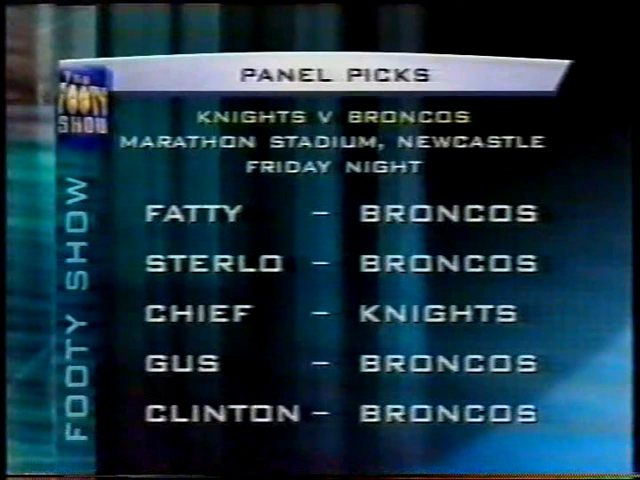 PANEL PICKS
The
FOOTY
SHOW
KNIGHTS V BRONCOS
MARATHON STADIUM, NEWCASTLE
FRIDAY NIGHT
FATTY - BRONCOS
STERLO - BRONCOS
CHIEF - KNIGHTS
GUS - BRONCOS
CLINTON - BRONCOS
FOOTY SHOW